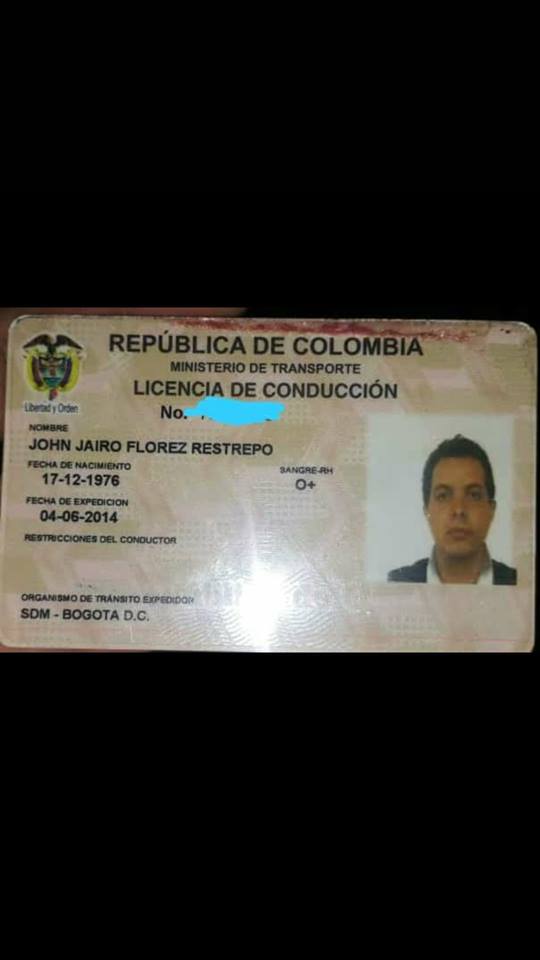 REPÚBLICA DE COLOMBIA
MINISTERIO DE TRANSPORTE
LICENCIA DE CONDUCCIÓN
Libertad y Orden
No.
NOMBRE
JOHN JAIRO FLOREZ RESTREPO
FECHA DE NACIMIENTO
17-12-1976
SANGRE-RH
O+
FECHA DE EXPEDICION
04-06-2014
RESTRICCIONES DEL CONDUCTOR
ORGANISMO DE TRÁNSITO EXPEDIDOR
SDM - BOGOTA D.C.